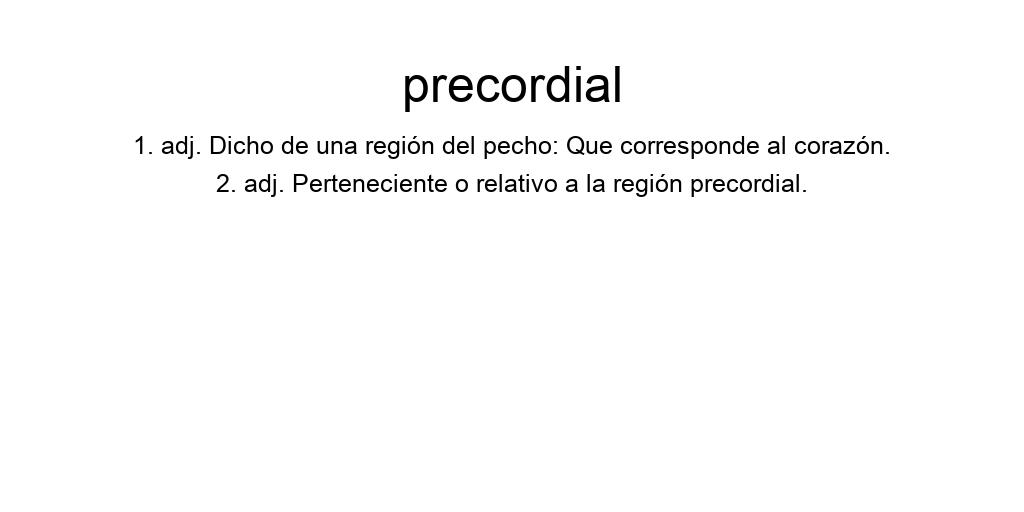 precordial
1. adj. Dicho de una región del pecho: Que corresponde al corazón.
2. adj. Perteneciente o relativo a la región precordial.